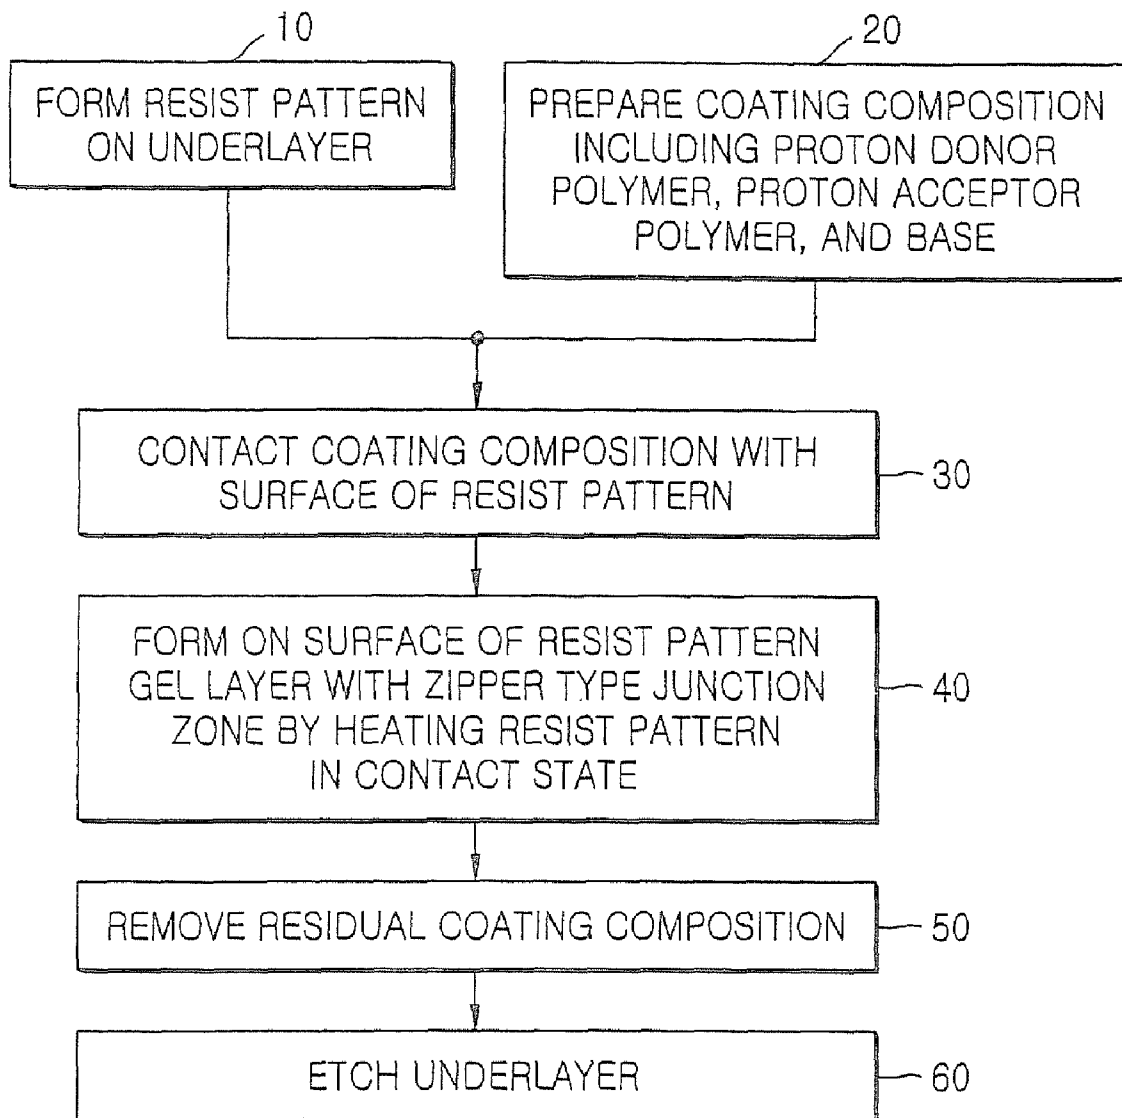 10
FORM RESIST PATTERN
ON UNDERLAYER
20
PREPARE COATING COMPOSITION
INCLUDING PROTON DONOR
POLYMER, PROTON ACCEPTOR
POLYMER, AND BASE
CONTACT COATING COMPOSITION WITH
SURFACE OF RESIST PATTERN
30
FORM ON SURFACE OF RESIST PATTERN
GEL LAYER WITH ZIPPER TYPE JUNCTION
ZONE BY HEATING RESIST PATTERN
IN CONTACT STATE
40
REMOVE RESIDUAL COATING COMPOSITION
50
ETCH UNDERLAYER
60